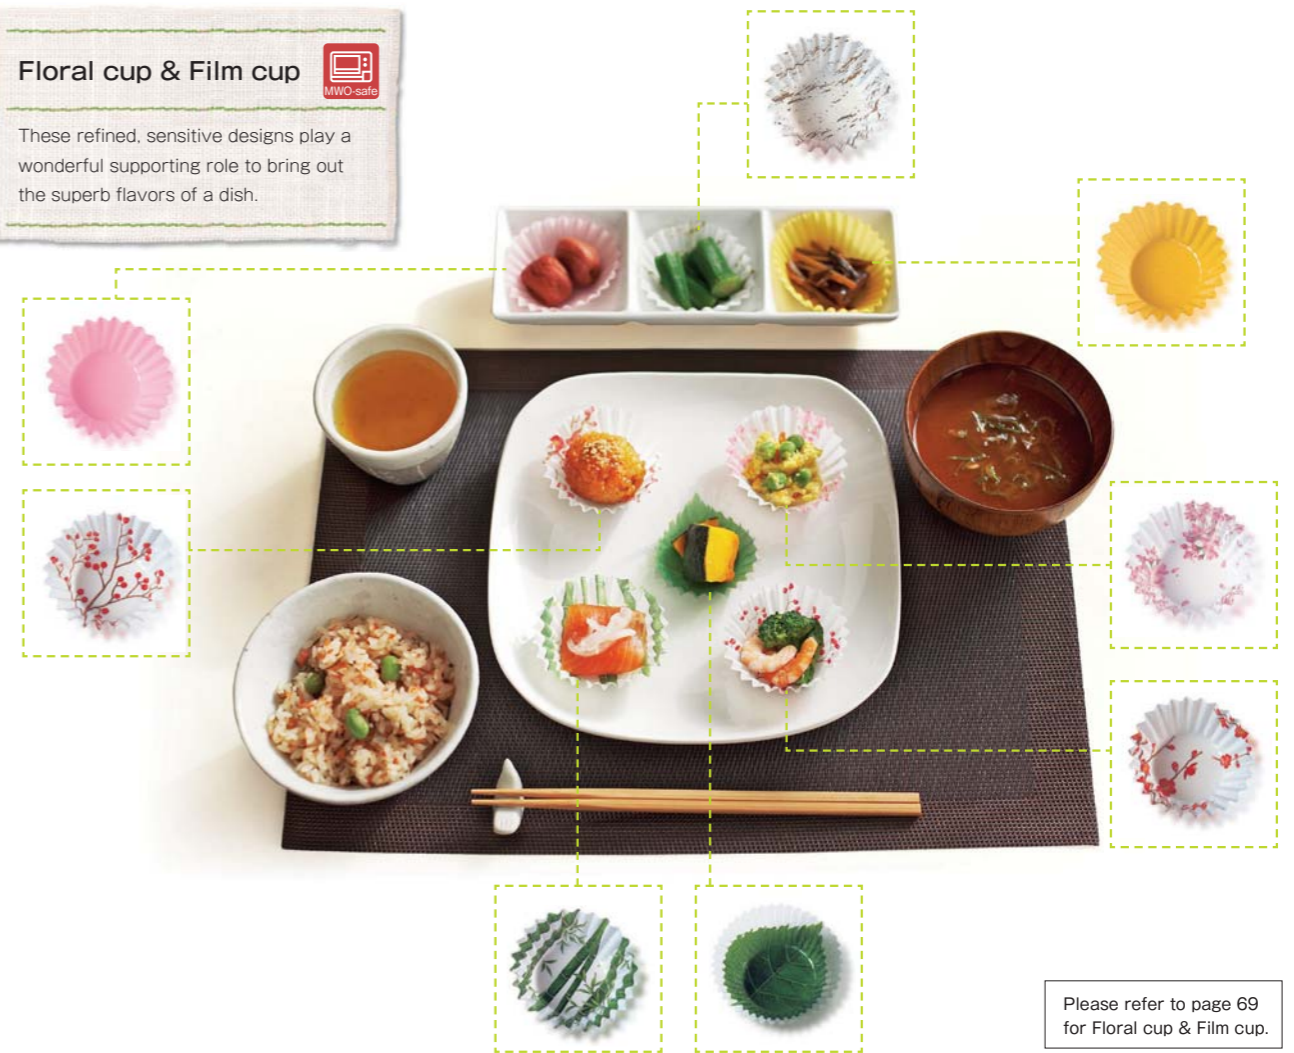 Floral cup & Film cup
MWO-safe
These refined, sensitive designs play a
wonderful supporting role to bring out
the superb flavors of a dish.
Please refer to page 69
for Floral cup & Film cup.